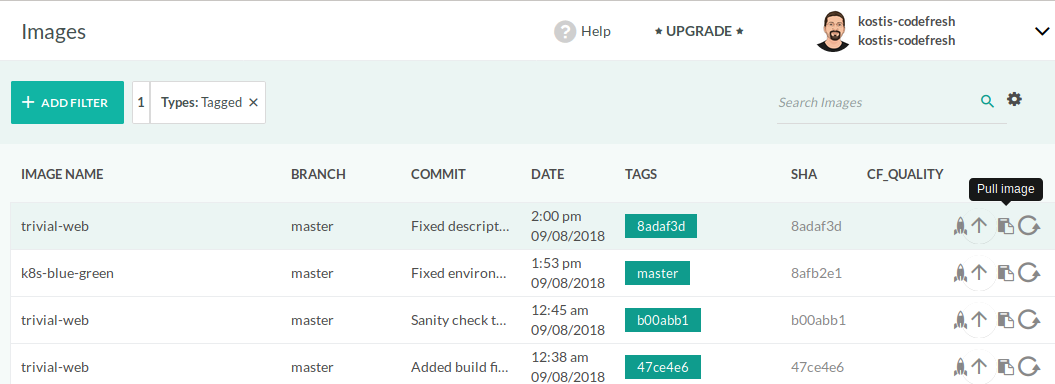 Images
? Help
★ UPGRADE ★
kostis-codefresh
kostis-codefresh
+ ADD FILTER
1 Types: Tagged ×
Search Images
IMAGE NAME BRANCH COMMIT DATE TAGS SHA CF_QUALITY
Pull image
trivial-web master Fixed descript... 2:00 pm 8adaf3d 8adaf3d
09/08/2018
k8s-blue-green master Fixed environ... 1:53 pm master 8afb2e1
09/08/2018
trivial-web master Sanity check t... 12:45 am b00abb1 b00abb1
09/08/2018
trivial-web master Added build fi... 12:38 am 47ce4e6 47ce4e6
09/08/2018